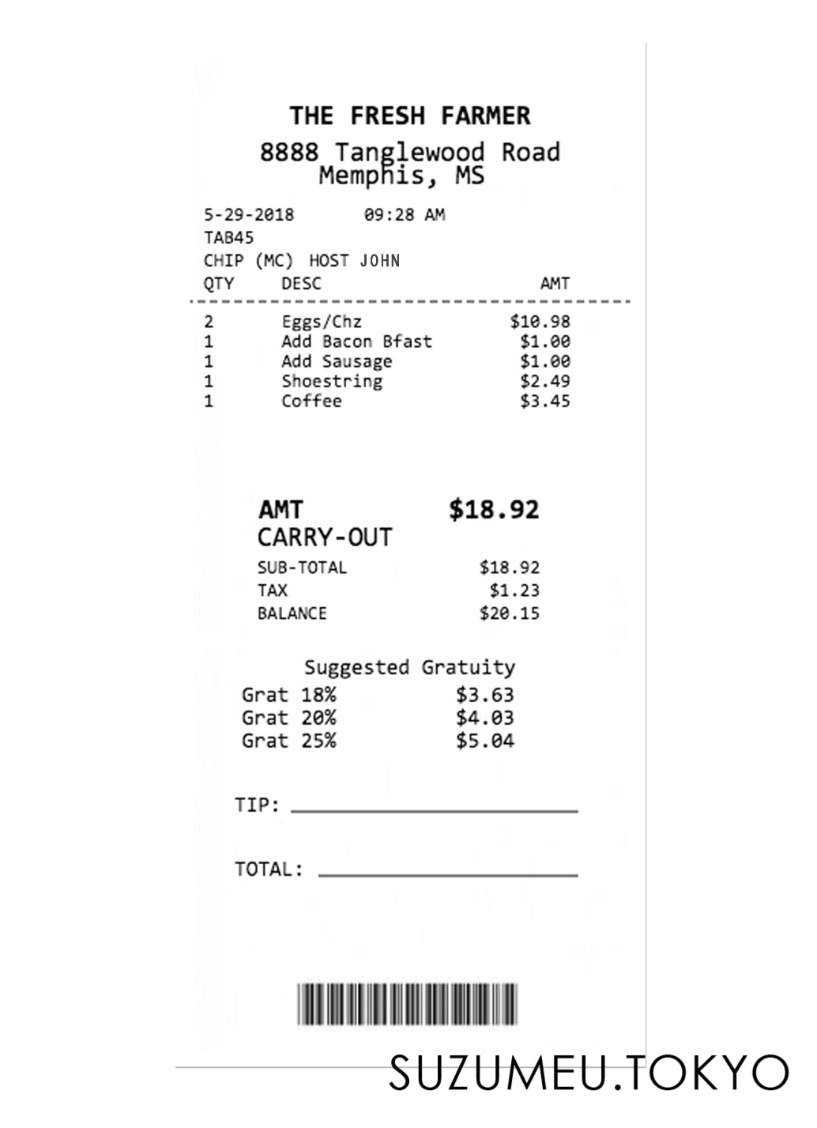 THE FRESH FARMER
8888 Tanglewood Road
Memphis, MS
5-29-2018 09:28 AM
TAB45
CHIP (MC) HOST JOHN
QTY DESC AMT
2 Eggs/Chz $10.98
1 Add Bacon Bfast $1.00
1 Add Sausage $1.00
1 Shoestring $2.49
1 Coffee $3.45
AMT $18.92
CARRY-OUT
SUB-TOTAL $18.92
TAX $1.23
BALANCE $20.15
Suggested Gratuity
Grat 18% $3.63
Grat 20% $4.03
Grat 25% $5.04
TIP:
TOTAL:
SUZUMEU.TOKYO